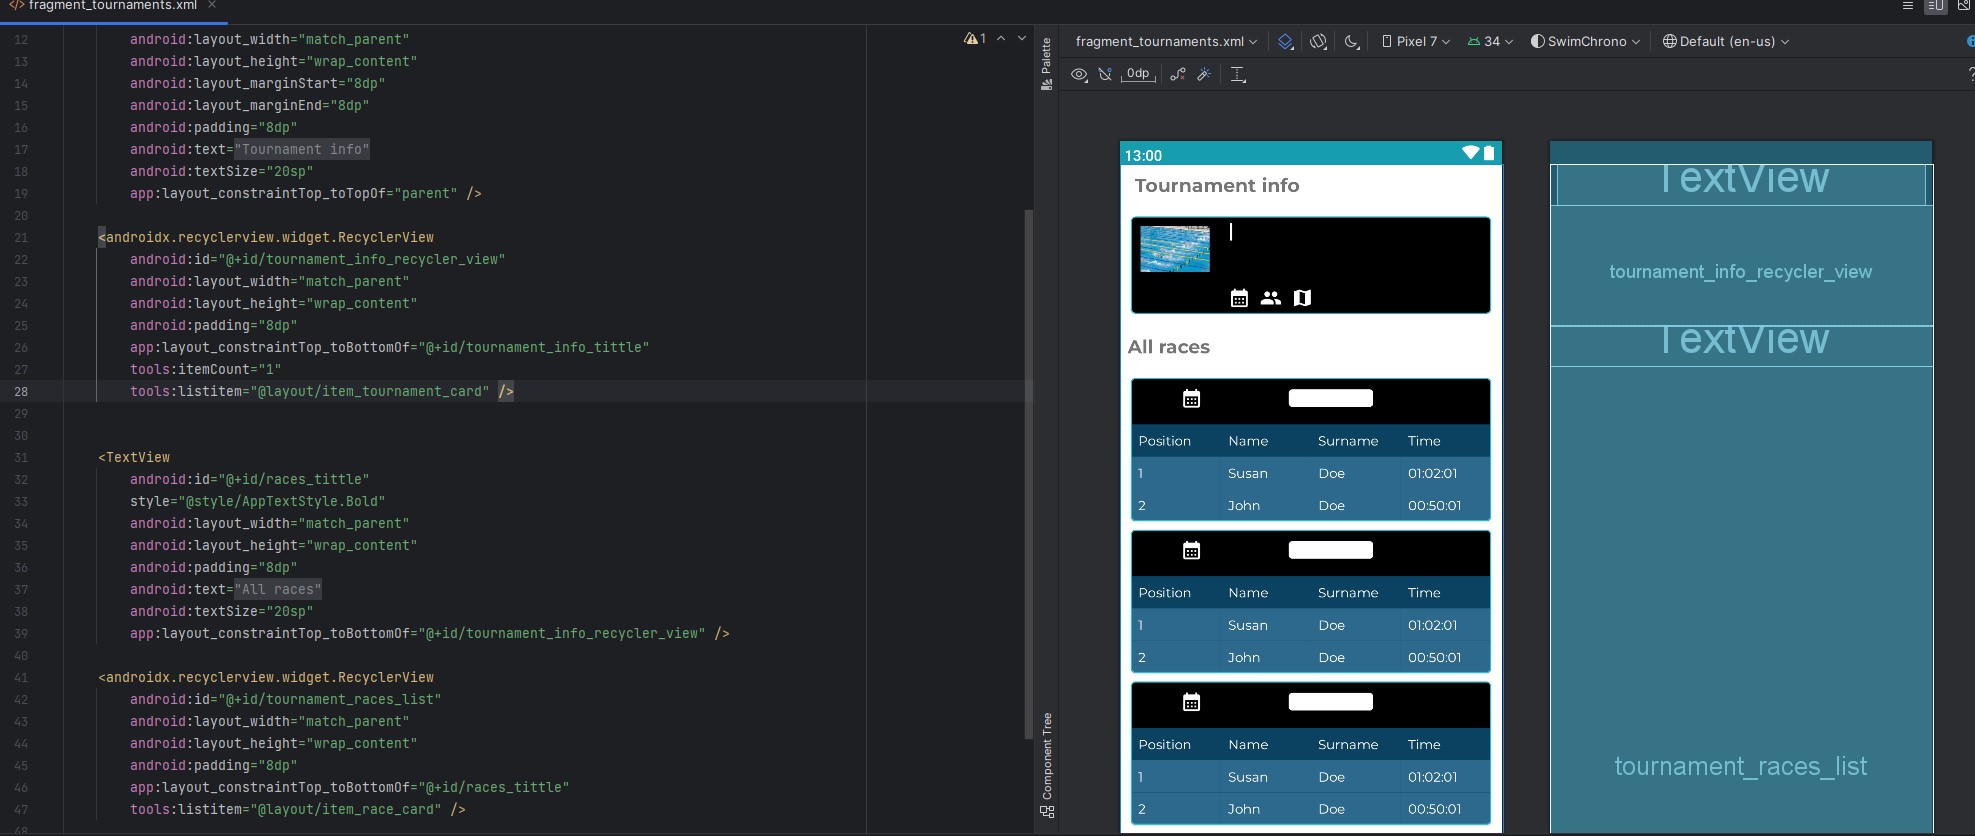 </> fragment_tournaments.xml ×
12 android:layout_width="match_parent"
13 android:layout_height="wrap_content"
14 android:layout_marginStart="8dp"
15 android:layout_marginEnd="8dp"
16 android:padding="8dp"
17 android:text="Tournament info"
18 android:textSize="20sp"
19 app:layout_constraintTop_toTopOf="parent" />
20
21 <androidx.recyclerview.widget.RecyclerView
22 android:id="@+id/tournament_info_recycler_view"
23 android:layout_width="match_parent"
24 android:layout_height="wrap_content"
25 android:padding="8dp"
26 app:layout_constraintTop_toBottomOf="@+id/tournament_info_tittle"
27 tools:itemCount="1"
28 tools:listitem="@layout/item_tournament_card" />
29
30
31 <TextView
32 android:id="@+id/races_tittle"
33 style="@style/AppTextStyle.Bold"
34 android:layout_width="match_parent"
35 android:layout_height="wrap_content"
36 android:padding="8dp"
37 android:text="All races"
38 android:textSize="20sp"
39 app:layout_constraintTop_toBottomOf="@+id/tournament_info_recycler_view" />
40
41 <androidx.recyclerview.widget.RecyclerView
42 android:id="@+id/tournament_races_list"
43 android:layout_width="match_parent"
44 android:layout_height="wrap_content"
45 android:padding="8dp"
46 app:layout_constraintTop_toBottomOf="@+id/races_tittle"
47 tools:listitem="@layout/item_race_card" />
48
1
Palette
Component Tree
fragment_tournaments.xml Pixel 7 34 SwimChrono Default (en-us)
0dp
?
13:00
Tournament info
All races
Position Name Surname Time
1 Susan Doe 01:02:01
2 John Doe 00:50:01
Position Name Surname Time
1 Susan Doe 01:02:01
2 John Doe 00:50:01
Position Name Surname Time
1 Susan Doe 01:02:01
2 John Doe 00:50:01
TextView
tournament_info_recycler_view
TextView
tournament_races_list